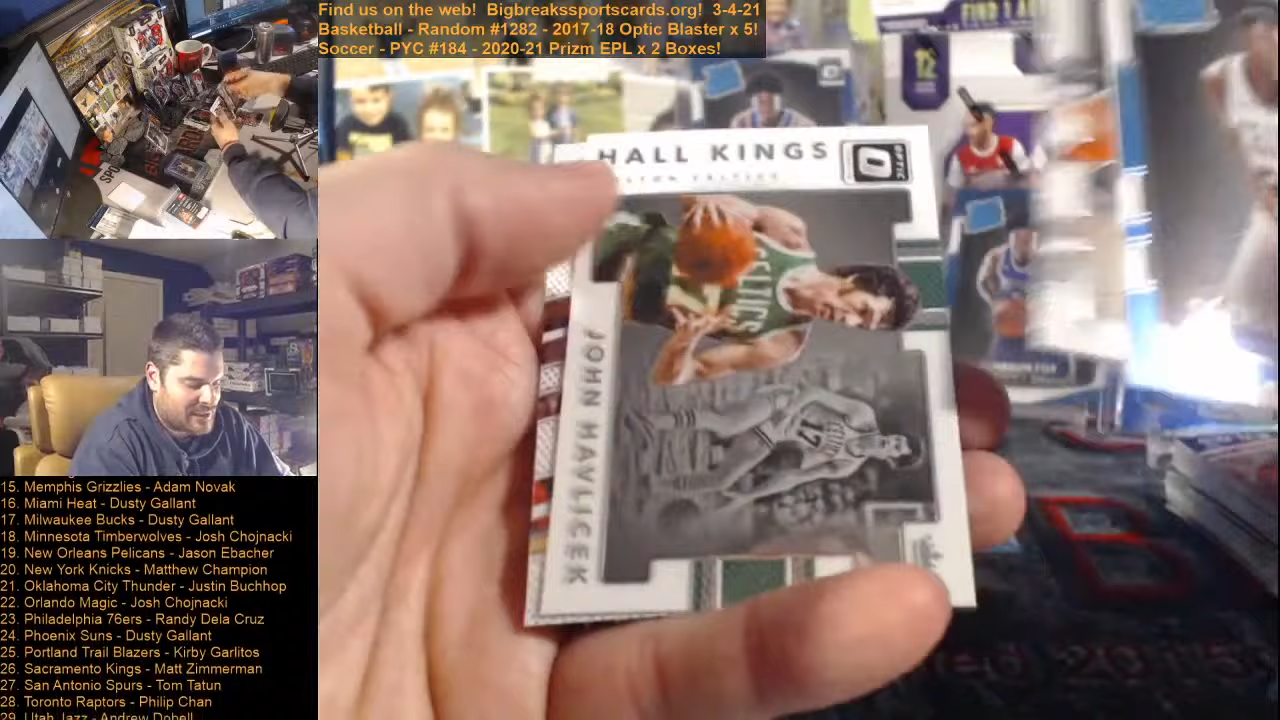 Find us on the web! Bigbreakssportscards.org! 3-4-21
Basketball - Random #1282 - 2017-18 Optic Blaster x 5!
Soccer - PYC #184 - 2020-21 Prizm EPL x 2 Boxes!
HALL KINGS
OPTIC
CELTICS
17
JOHN HAVLICEK
12
15. Memphis Grizzlies - Adam Novak
16. Miami Heat - Dusty Gallant
17. Milwaukee Bucks - Dusty Gallant
18. Minnesota Timberwolves - Josh Chojnacki
19. New Orleans Pelicans - Jason Ebacher
20. New York Knicks - Matthew Champion
21. Oklahoma City Thunder - Justin Buchhop
22. Orlando Magic - Josh Chojnacki
23. Philadelphia 76ers - Randy Dela Cruz
24. Phoenix Suns - Dusty Gallant
25. Portland Trail Blazers - Kirby Garlitos
26. Sacramento Kings - Matt Zimmerman
27. San Antonio Spurs - Tom Tatun
28. Toronto Raptors - Philip Chan
29. Utah Jazz - Andrew Dobell